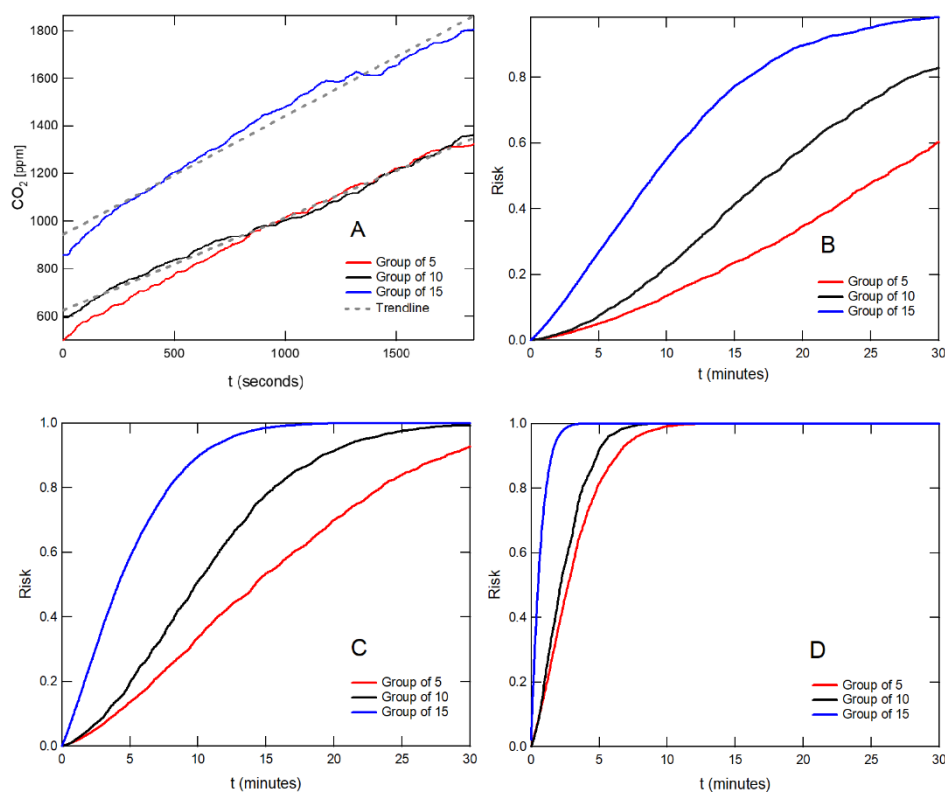 1800
1600
1400
1200
1000
800
600
CO₂ [ppm]
A
Group of 5
Group of 10
Group of 15
Trendline
0
500
1000
1500
t (seconds)
0.8
0.6
0.4
0.2
0.0
Risk
B
Group of 5
Group of 10
Group of 15
0
5
10
15
20
25
30
t (minutes)
1.0
0.8
0.6
0.4
0.2
0.0
Risk
C
Group of 5
Group of 10
Group of 15
0
5
10
15
20
25
30
t (minutes)
1.0
0.8
0.6
0.4
0.2
0.0
Risk
D
Group of 5
Group of 10
Group of 15
0
5
10
15
20
25
30
t (minutes)